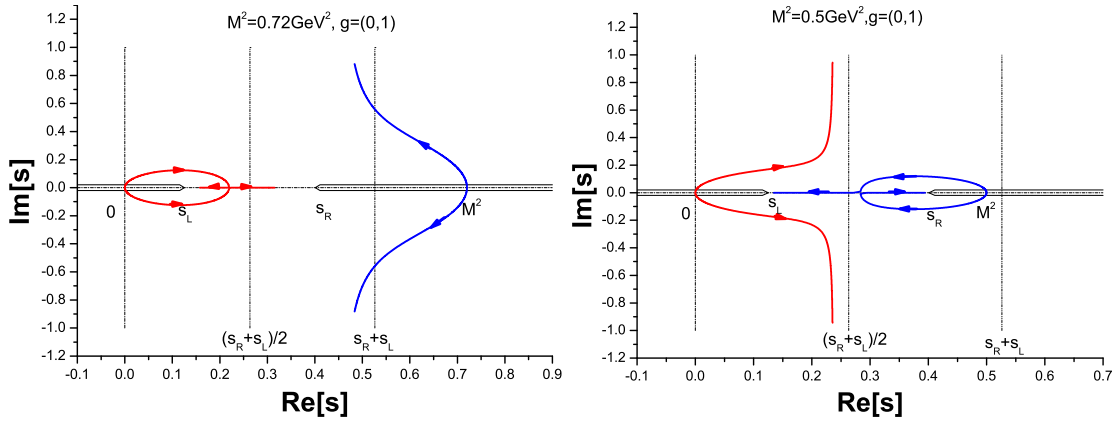 M²=0.72GeV², g=(0,1)
1.2
1.0
0.8
0.6
0.4
0.2
0.0
-0.2
-0.4
-0.6
-0.8
-1.0
-1.2
Im[s]
0
s_L
s_R
M²
(s_R+s_L)/2
s_R+s_L
-0.1 0.0 0.1 0.2 0.3 0.4 0.5 0.6 0.7 0.8 0.9
Re[s]
M²=0.5GeV², g=(0,1)
1.2
1.0
0.8
0.6
0.4
0.2
0.0
-0.2
-0.4
-0.6
-0.8
-1.0
-1.2
Im[s]
0
s_L
s_R
M²
(s_R+s_L)/2
s_R+s_L
-0.1 0.0 0.1 0.2 0.3 0.4 0.5 0.6 0.7
Re[s]